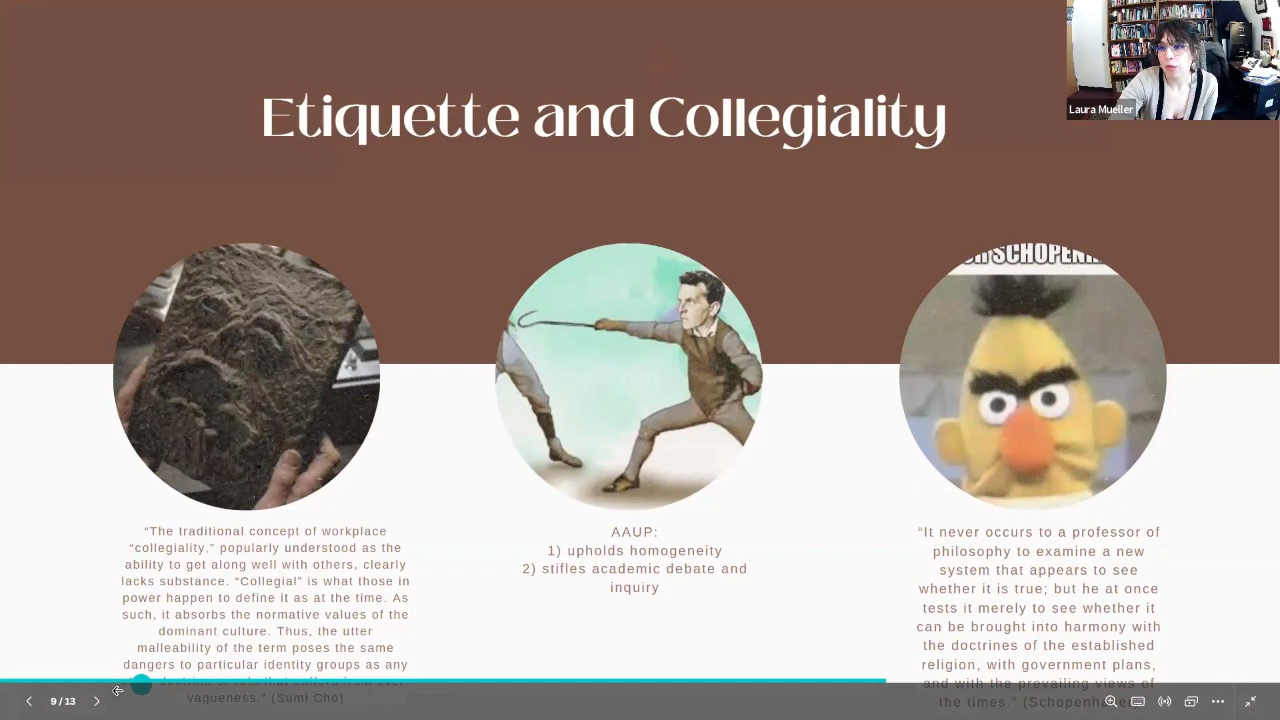 Laura Mueller
Etiquette and Collegiality
“The traditional concept of workplace
“collegiality,” popularly understood as the
ability to get along well with others, clearly
lacks substance. “Collegial” is what those in
power happen to define it as at the time. As
such, it absorbs the normative values of the
dominant culture. Thus, the utter
malleability of the term poses the same
dangers to particular identity groups as any
vagueness.” (Sumi Cho)
AAUP:
1) upholds homogeneity
2) stifles academic debate and
inquiry
“It never occurs to a professor of
philosophy to examine a new
system that appears to see
whether it is true; but he at once
tests it merely to see whether it
can be brought into harmony with
the doctrines of the established
religion, with government plans,
and with the prevailing views of
the times.”
9 / 13